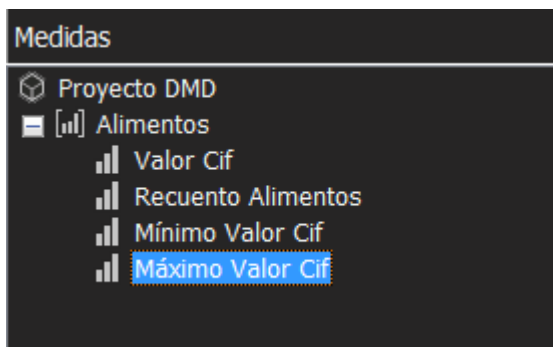 Medidas
Proyecto DMD
Alimentos
Valor Cif
Recuento Alimentos
Mínimo Valor Cif
Máximo Valor Cif